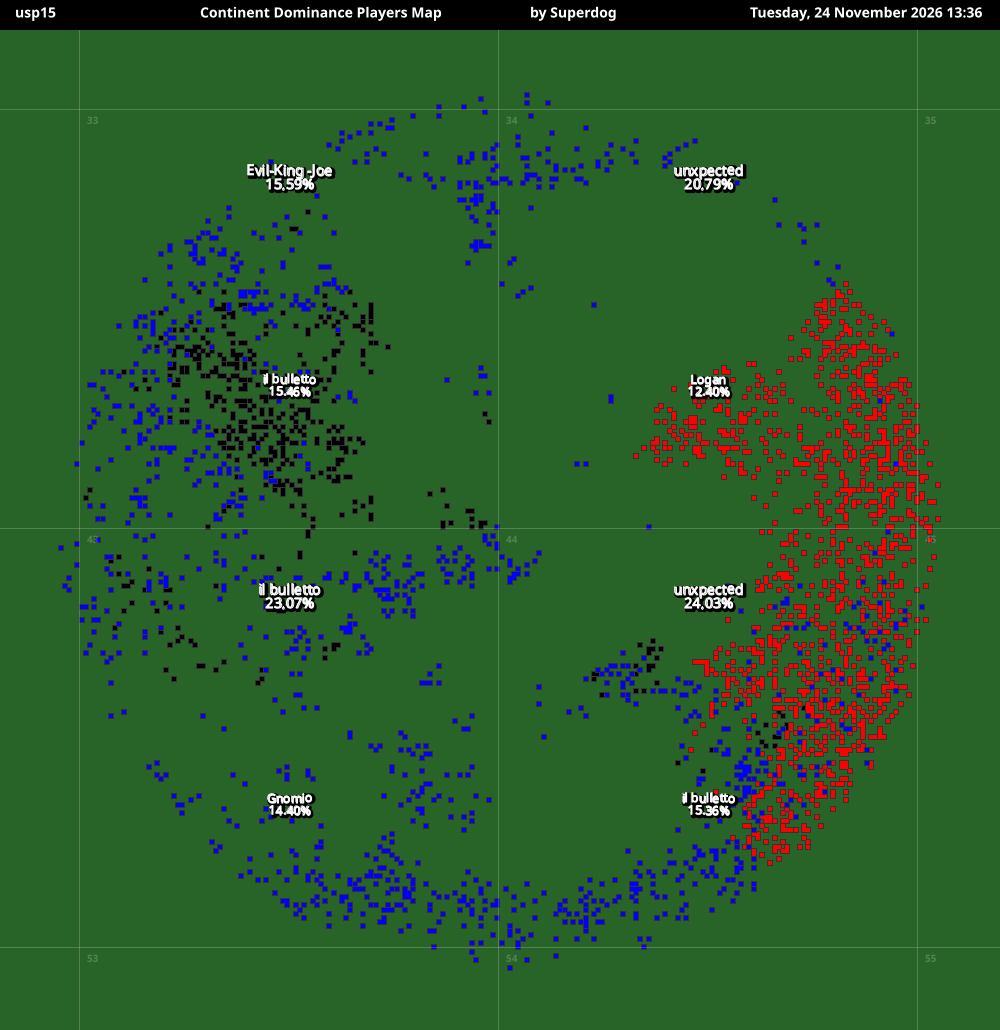 usp15 Continent Dominance Players Map by Superdog Tuesday, 24 November 2026 13:36
33 34 35
Evil-King -Joe
15,59%
unxpected
20,79%
il bulletto
15.46%
Logan
12.40%
43 44 45
il bulletto
23,07%
unxpected
24,03%
Gnomio
14.40%
il bulletto
15.36%
53 54 55